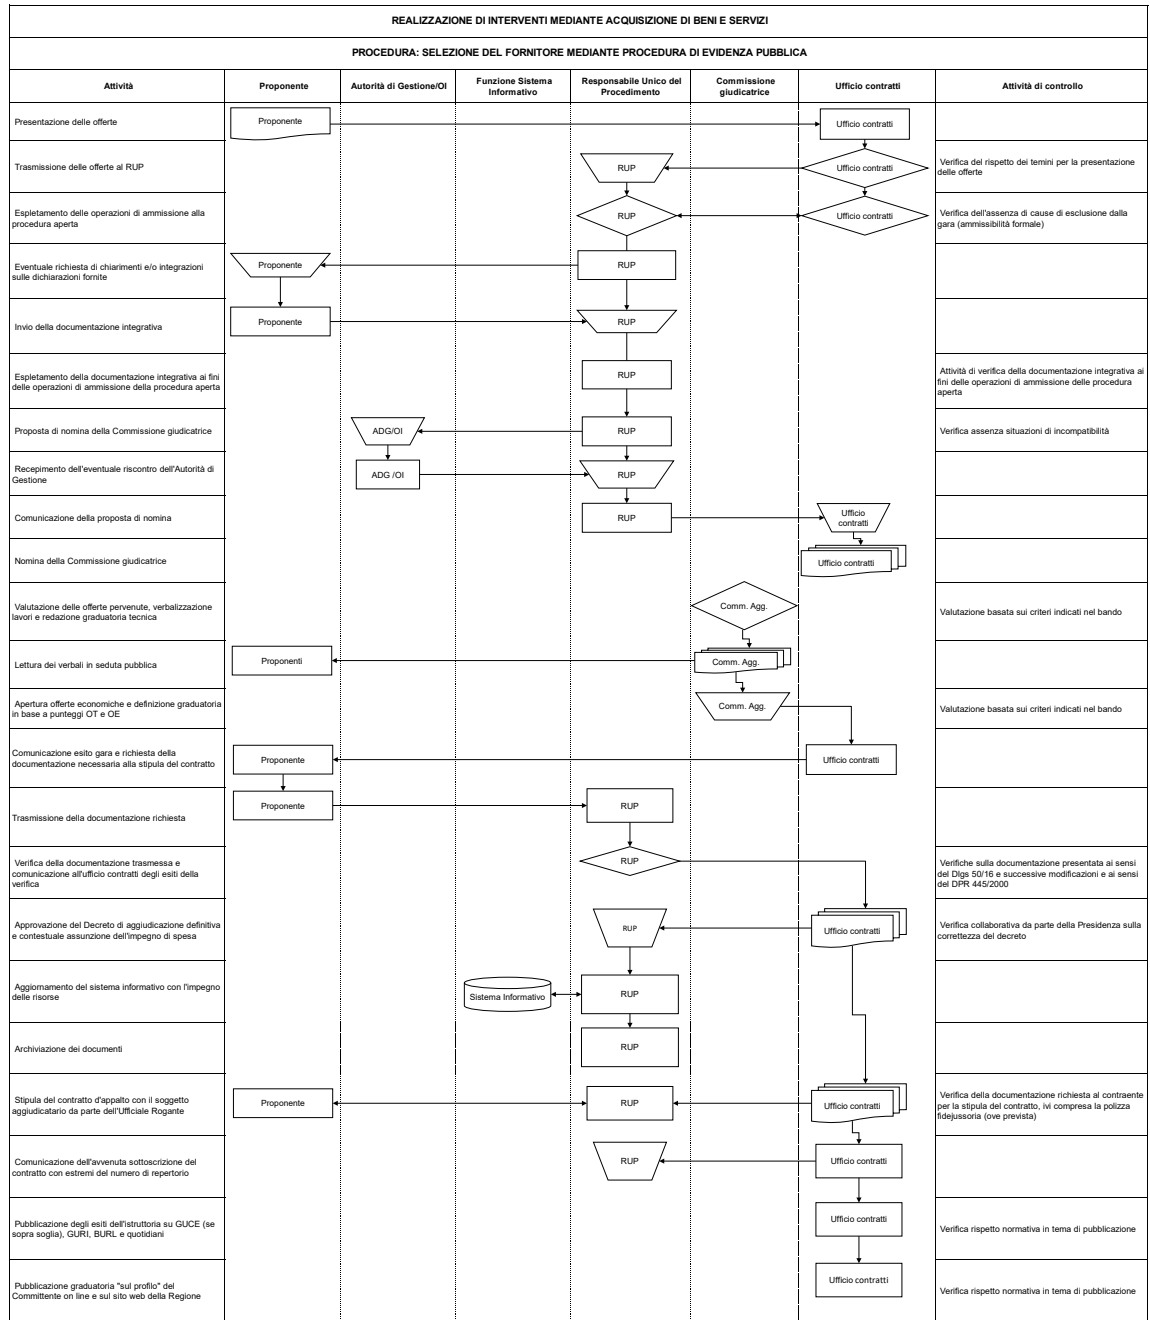 REALIZZAZIONE DI INTERVENTI MEDIANTE ACQUISIZIONE DI BENI E SERVIZI
PROCEDURA: SELEZIONE DEL FORNITORE MEDIANTE PROCEDURA DI EVIDENZA PUBBLICA
Attività
Proponente
Autorità di Gestione/OI
Funzione Sistema
Informativo
Responsabile Unico del
Procedimento
Commissione
giudicatrice
Ufficio contratti
Attività di controllo
Presentazione delle offerte
Proponente
Ufficio contratti
Trasmissione delle offerte al RUP
RUP
Ufficio contratti
Verifica del rispetto dei temini per la presentazione
delle offerte
Espletamento delle operazioni di ammissione alla
procedura aperta
RUP
Ufficio contratti
Verifica dell'assenza di cause di esclusione dalla
gara (ammissibilità formale)
Eventuale richiesta di chiarimenti e/o integrazioni
sulle dichiarazioni fornite
Proponente
RUP
Invio della documentazione integrativa
Proponente
RUP
Espletamento della documentazione integrativa ai fini
delle operazioni di ammissione della procedura aperta
RUP
Attività di verifica della documentazione integrativa ai
fini delle operazioni di ammissione delle procedura
aperta
Proposta di nomina della Commissione giudicatrice
ADG/OI
RUP
Verifica assenza situazioni di incompatibilità
Recepimento dell'eventuale riscontro dell'Autorità di
Gestione
ADG /OI
RUP
Comunicazione della proposta di nomina
RUP
Ufficio
contratti
Nomina della Commissione giudicatrice
Ufficio contratti
Valutazione delle offerte pervenute, verbalizzazione
lavori e redazione graduatoria tecnica
Comm. Agg.
Valutazione basata sui criteri indicati nel bando
Lettura dei verbali in seduta pubblica
Proponenti
Comm. Agg.
Apertura offerte economiche e definizione graduatoria
in base a punteggi OT e OE
Comm. Agg.
Valutazione basata sui criteri indicati nel bando
Comunicazione esito gara e richiesta della
documentazione necessaria alla stipula del contratto
Proponente
Ufficio contratti
Trasmissione della documentazione richiesta
Proponente
RUP
Verifica della documentazione trasmessa e
comunicazione all'ufficio contratti degli esiti della
verifica
RUP
Verifiche sulla documentazione presentata ai sensi
del Dlgs 50/16 e successive modificazioni e ai sensi
del DPR 445/2000
Approvazione del Decreto di aggiudicazione definitiva
e contestuale assunzione dell'impegno di spesa
RUP
Ufficio contratti
Verifica collaborativa da parte della Presidenza sulla
correttezza del decreto
Aggiornamento del sistema informativo con l'impegno
delle risorse
Sistema Informativo
RUP
Archiviazione dei documenti
RUP
Stipula del contratto d'appalto con il soggetto
aggiudicatario da parte dell'Ufficiale Rogante
Proponente
RUP
Ufficio contratti
Verifica della documentazione richiesta al contraente
per la stipula del contratto, ivi compresa la polizza
fidejussoria (ove prevista)
Comunicazione dell'avvenuta sottoscrizione del
contratto con estremi del numero di repertorio
RUP
Ufficio contratti
Pubblicazione degli esiti dell'istruttoria su GUCE (se
sopra soglia), GURI, BURL e quotidiani
Ufficio contratti
Verifica rispetto normativa in tema di pubblicazione
Pubblicazione graduatoria "sul profilo" del
Committente on line e sul sito web della Regione
Ufficio contratti
Verifica rispetto normativa in tema di pubblicazione